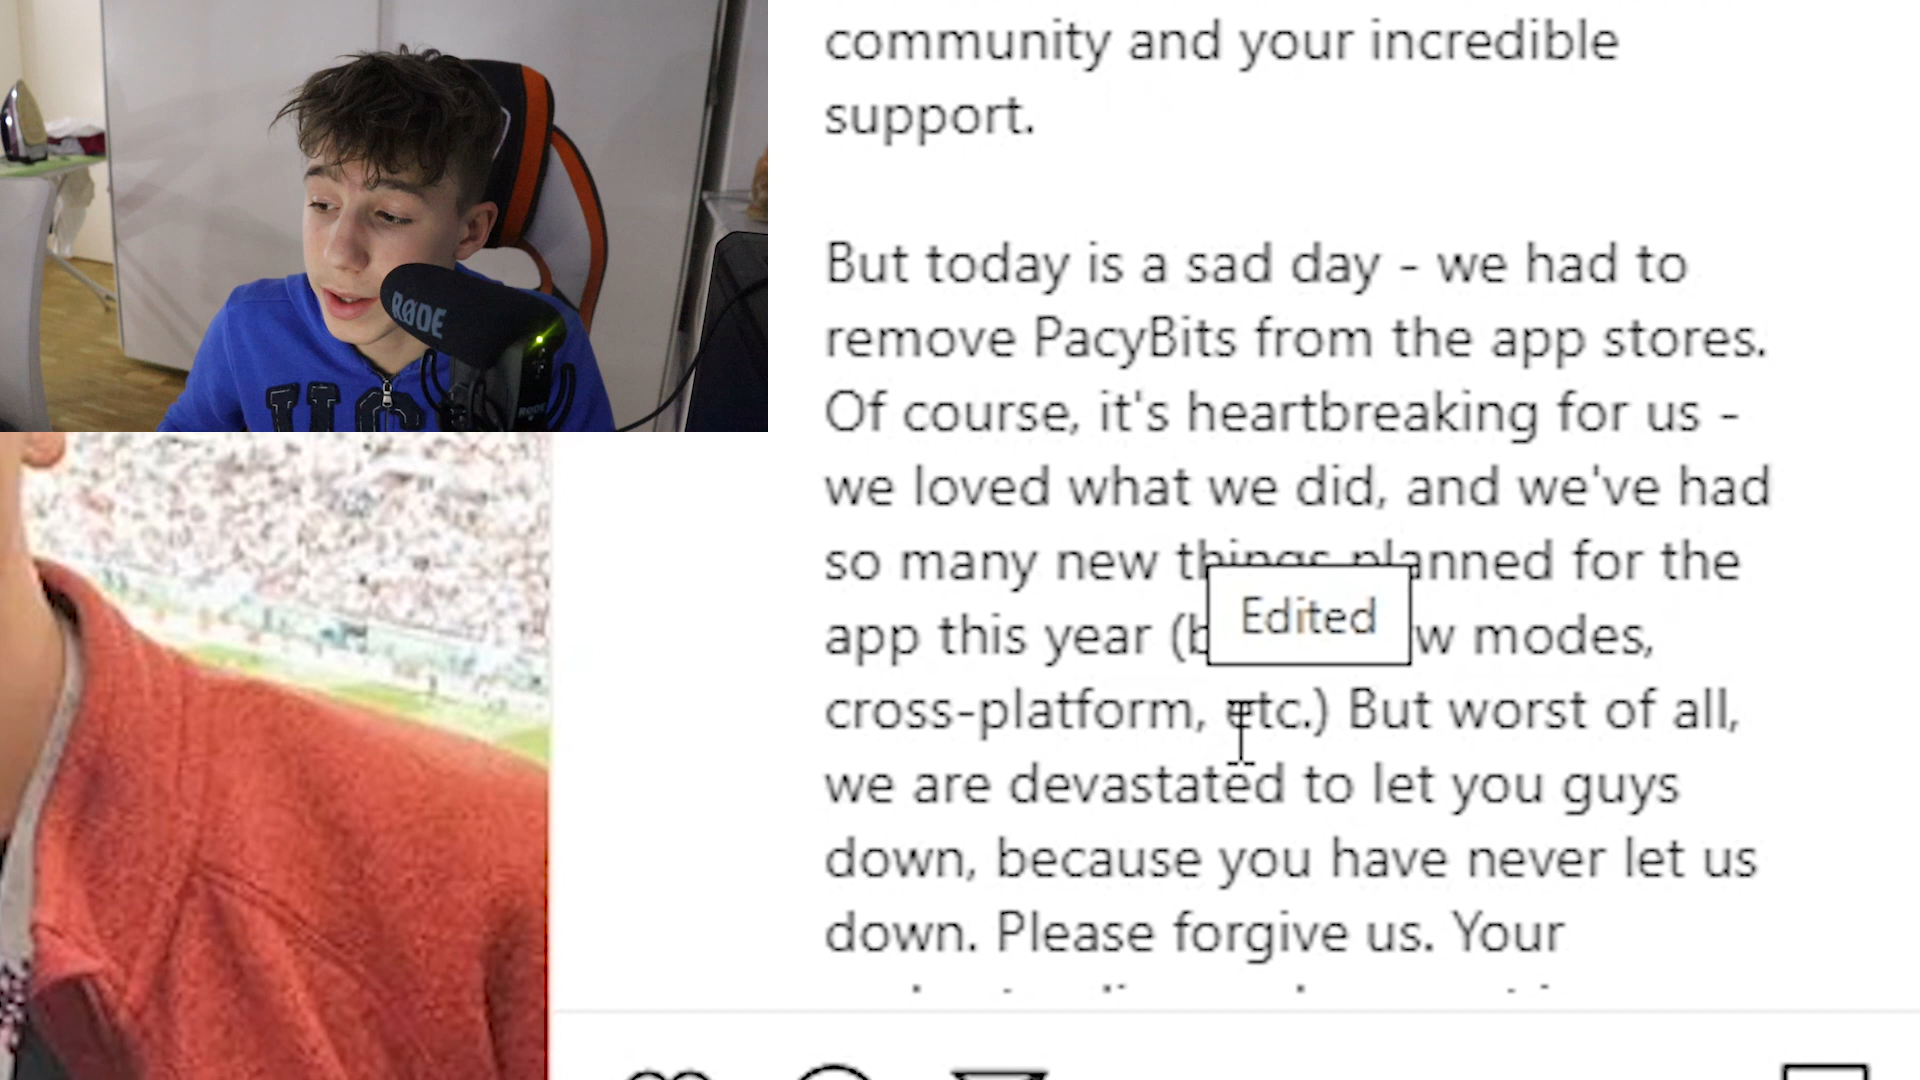 community and your incredible
support.
But today is a sad day - we had to
remove PacyBits from the app stores.
Of course, it's heartbreaking for us -
we loved what we did, and we've had
so many new things planned for the
app this year (b
Edited
w modes,
cross-platform, etc.) But worst of all,
we are devastated to let you guys
down, because you have never let us
down. Please forgive us. Your
RØDE
RØDE